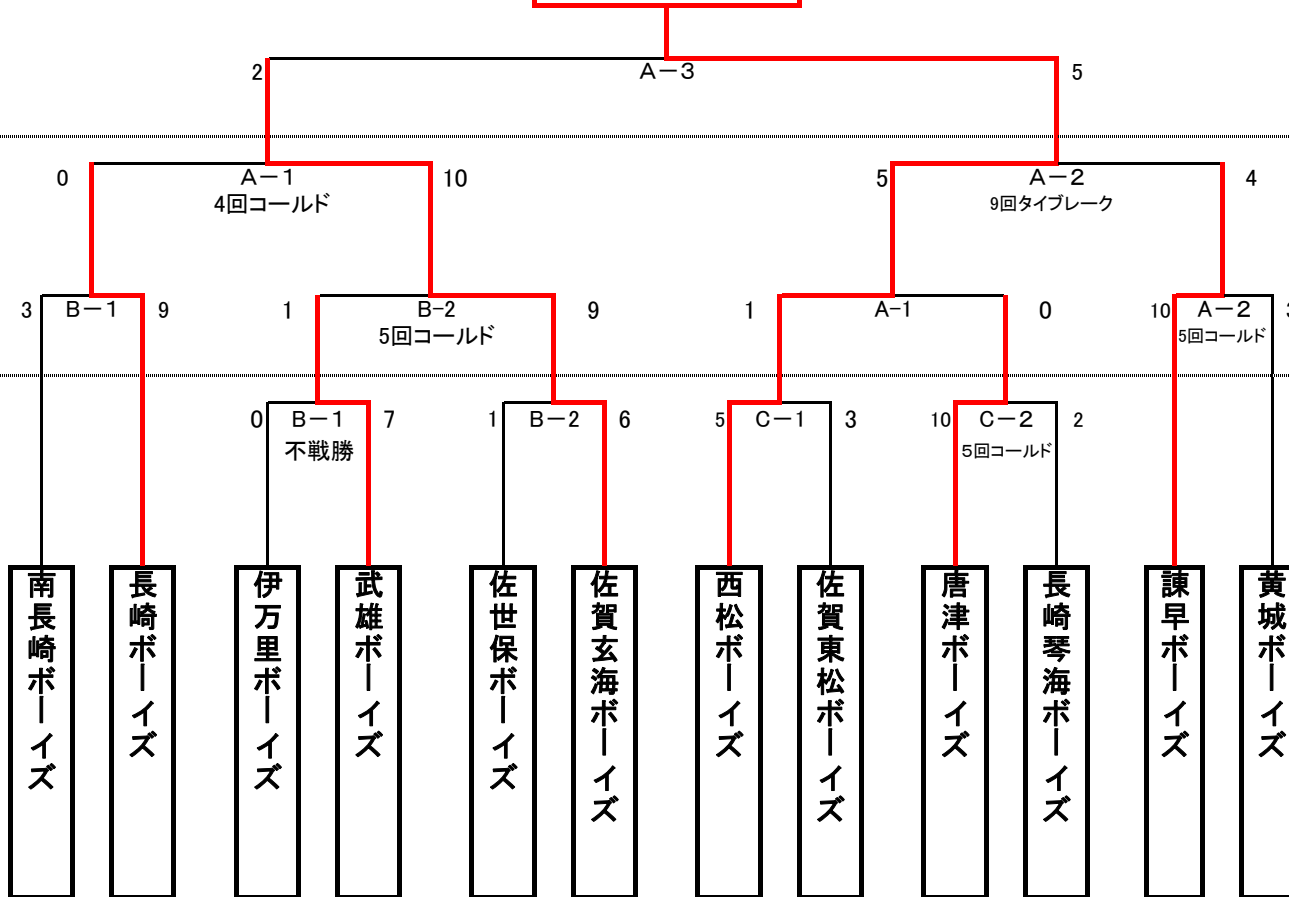 2
A－3
5
0
A－1
10
4回コールド
5
A－2
4
9回タイブレーク
3
B－1
9
1
B-2
9
5回コールド
1
A-1
0
10
A－2
5回コールド
0
B－1
7
不戦勝
1
B－2
6
5
C－1
3
10
C－2
2
5回コールド
南長崎ボーイズ
長崎ボーイズ
伊万里ボーイズ
武雄ボーイズ
佐世保ボーイズ
佐賀玄海ボーイズ
西松ボーイズ
佐賀東松ボーイズ
唐津ボーイズ
長崎琴海ボーイズ
諫早ボーイズ
黄城ボーイズ